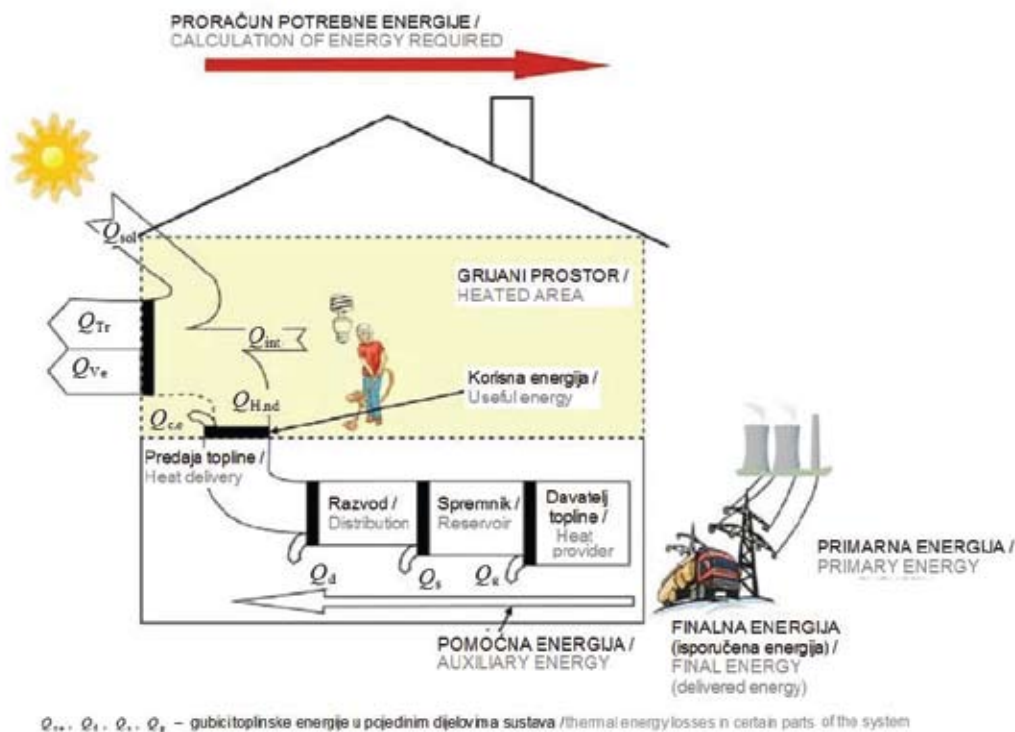 PRORAČUN POTREBNE ENERGIJE /
CALCULATION OF ENERGY REQUIRED
Qsol
GRIJANI PROSTOR /
HEATED AREA
QTr
Qint
QVe
Korisna energija /
Useful energy
QH,nd
Qc,e
Predaja topline /
Heat delivery
Razvod /
Distribution
Spremnik /
Reservoir
Davatelj
topline /
Heat
provider
Qd
Qs
Qg
PRIMARNA ENERGIJA /
PRIMARY ENERGY
POMOĆNA ENERGIJA /
AUXILIARY ENERGY
FINALNA ENERGIJA
(isporučena energija) /
FINAL ENERGY
(delivered energy)
– gubici toplinske energije u pojedinim dijelovima sustava / thermal energy losses in certain parts of the system